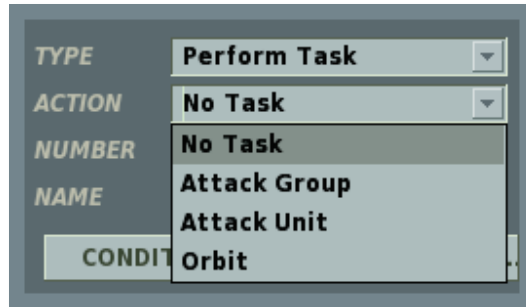 TYPE Perform Task
ACTION No Task
NUMBER No Task
Attack Group
NAME
Attack Unit
CONDIT Orbit